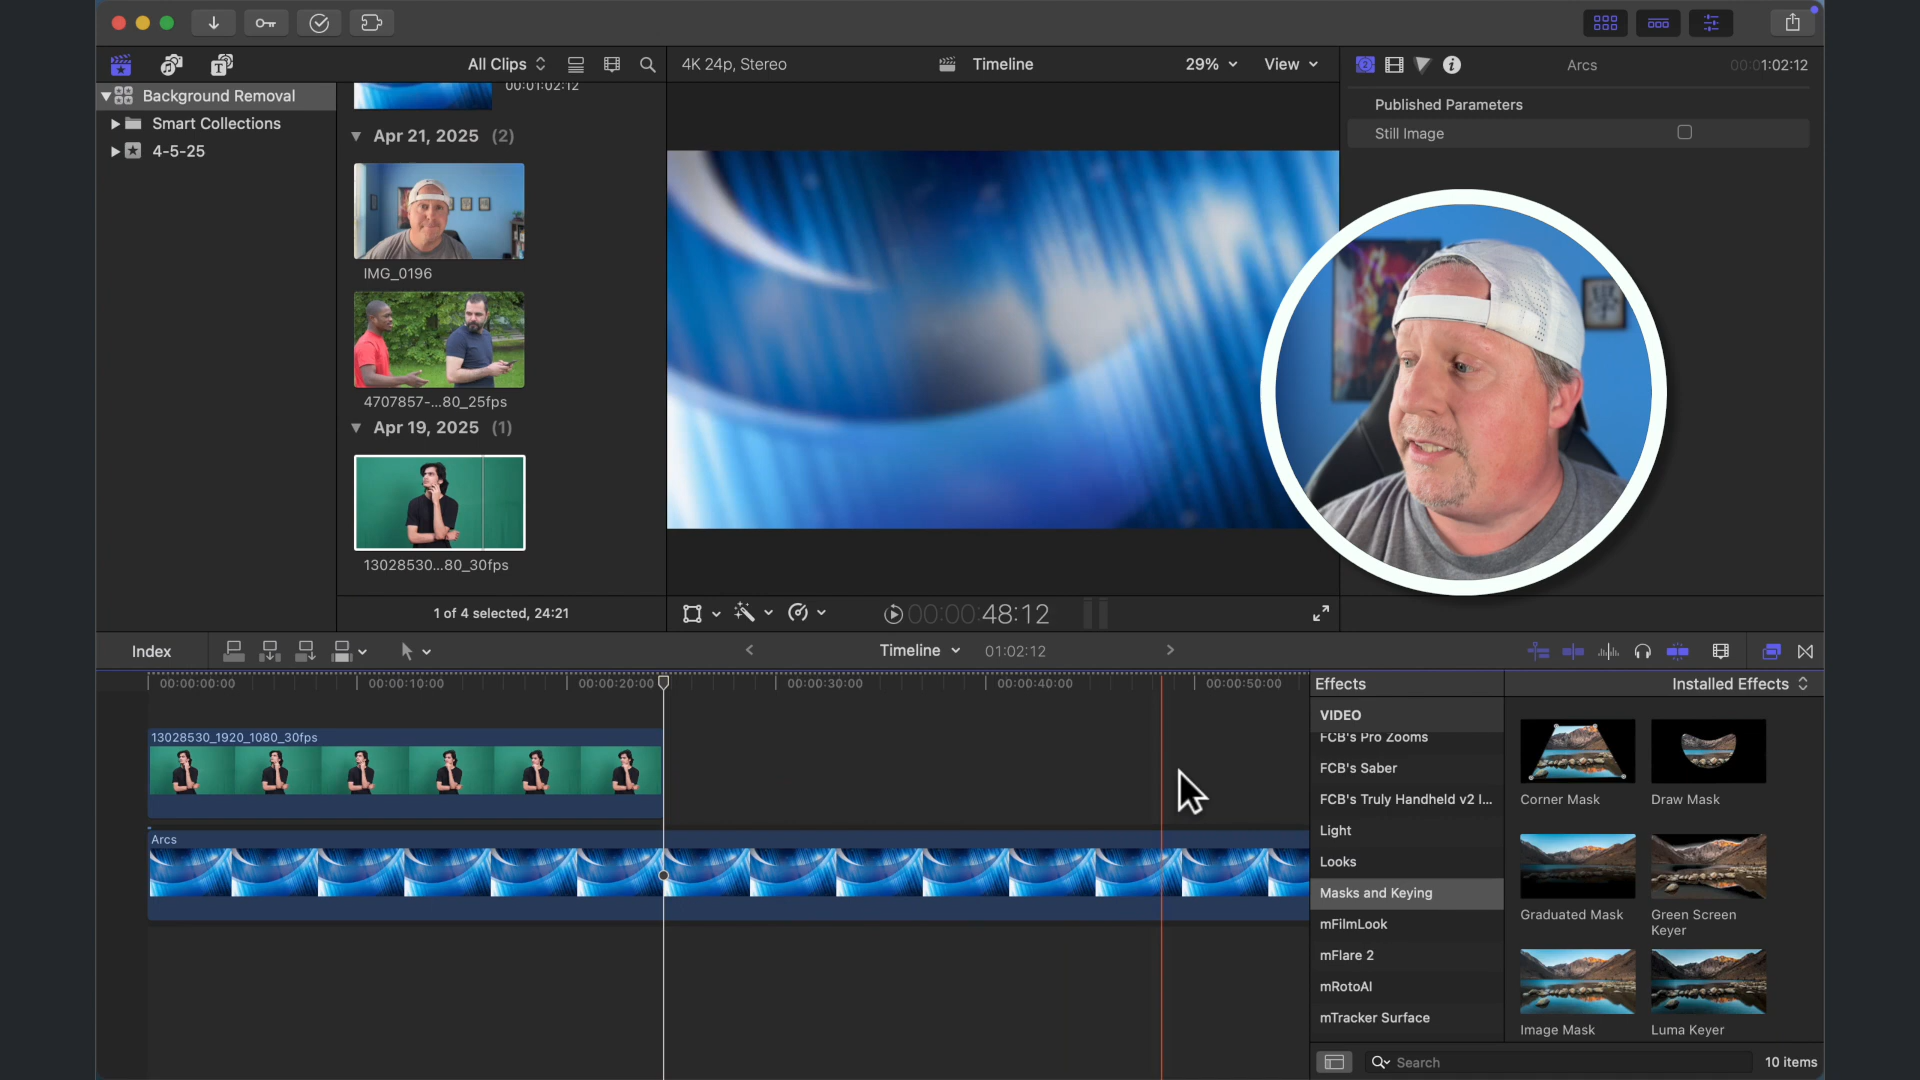 All Clips
4K 24p, Stereo
Timeline
29%
View
Arcs
00:01:02:12
Background Removal
Smart Collections
4-5-25
00:01:02:12
Apr 21, 2025 (2)
IMG_0196
4707857-...80_25fps
Apr 19, 2025 (1)
13028530...80_30fps
1 of 4 selected, 24:21
Published Parameters
Still Image
00:00:48:12
Index
Timeline
01:02:12
00:00:00:00
00:00:10:00
00:00:20:00
00:00:30:00
00:00:40:00
00:00:50:00
13028530_1920_1080_30fps
Arcs
Effects
Installed Effects
VIDEO
FCB's Pro Zooms
FCB's Saber
FCB's Truly Handheld v2 I...
Light
Looks
Masks and Keying
mFilmLook
mFlare 2
mRotoAI
mTracker Surface
Corner Mask
Draw Mask
Graduated Mask
Green Screen
Keyer
Image Mask
Luma Keyer
Search
10 items